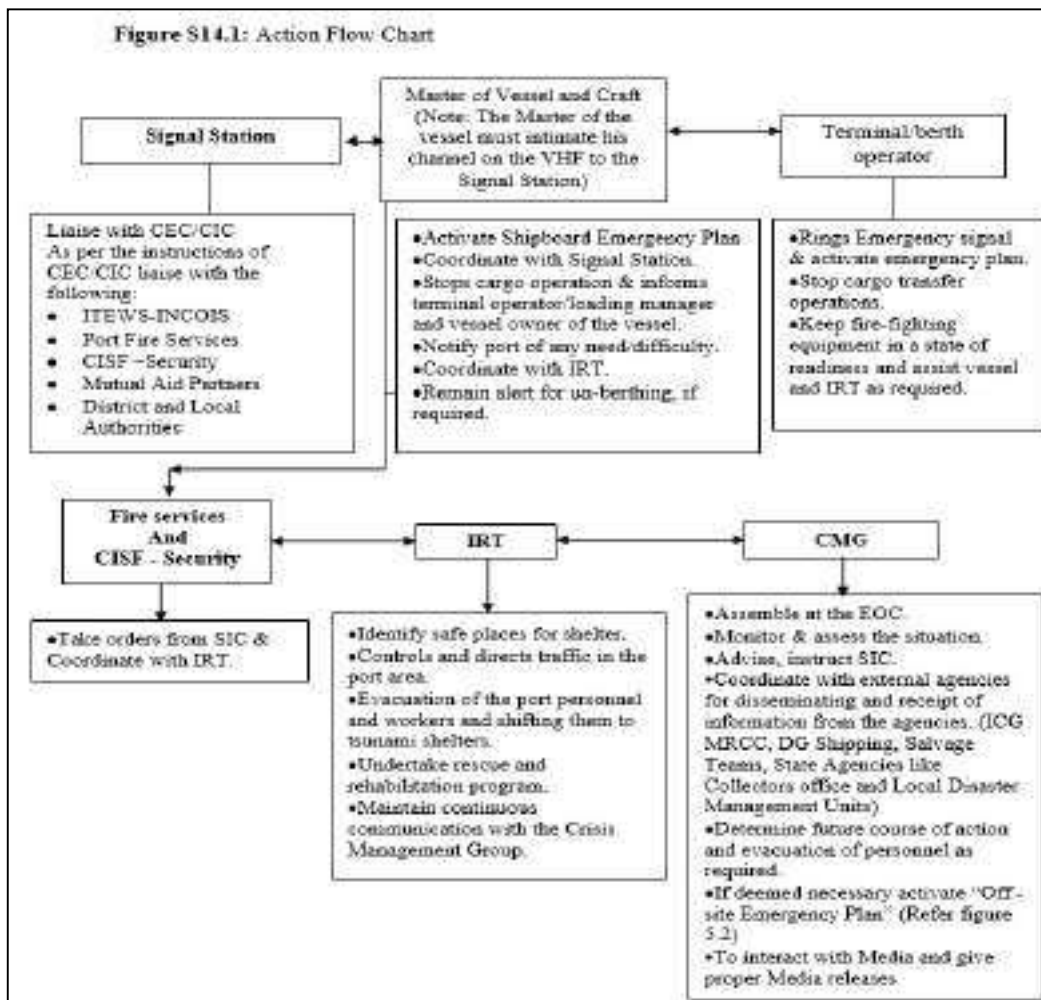 Figure S14.1: Action Flow Chart
Signal Station
Master of Vessel and Craft
(Note: The Master of the
vessel must intimate his
channel on the VHF to the
Signal Station)
Terminal/berth
operator
Liaise with CEC/CIC
As per the instructions of
CEC/CIC liaise with the
following:
● ITEWS-INCOIS
● Port Fire Services
● CISF –Security
● Mutual Aid Partners
● District and Local
Authorities
●Activate Shipboard Emergency Plan
●Coordinate with Signal Station.
●Stops cargo operation & informs
terminal operator/loading manager
and vessel owner of the vessel.
●Notify port of any need/difficulty.
●Coordinate with IRT.
●Remain alert for un-berthing, if
required.
●Rings Emergency signal
& activate emergency plan.
●Stop cargo transfer
operations.
●Keep fire-fighting
equipment in a state of
readiness and assist vessel
and IRT as required.
Fire services
And
CISF - Security
IRT
CMG
●Take orders from SIC &
Coordinate with IRT.
●Identify safe places for shelter.
●Controls and directs traffic in the
port area.
●Evacuation of the port personnel
and workers and shifting them to
tsunami shelters.
●Undertake rescue and
rehabilitation program.
●Maintain continuous
communication with the Crisis
Management Group.
●Assemble at the EOC.
●Monitor & assess the situation
●Advise, instruct SIC.
●Coordinate with external agencies
for disseminating and receipt of
information from the agencies. (ICG
MRCC, DG Shipping, Salvage
Teams, State Agencies like
Collectors office and Local Disaster
Management Units)
●Determine future course of action
and evacuation of personnel as
required.
●If deemed necessary activate “Off-
site Emergency Plan” (Refer figure
5.2)
●To interact with Media and give
proper Media releases